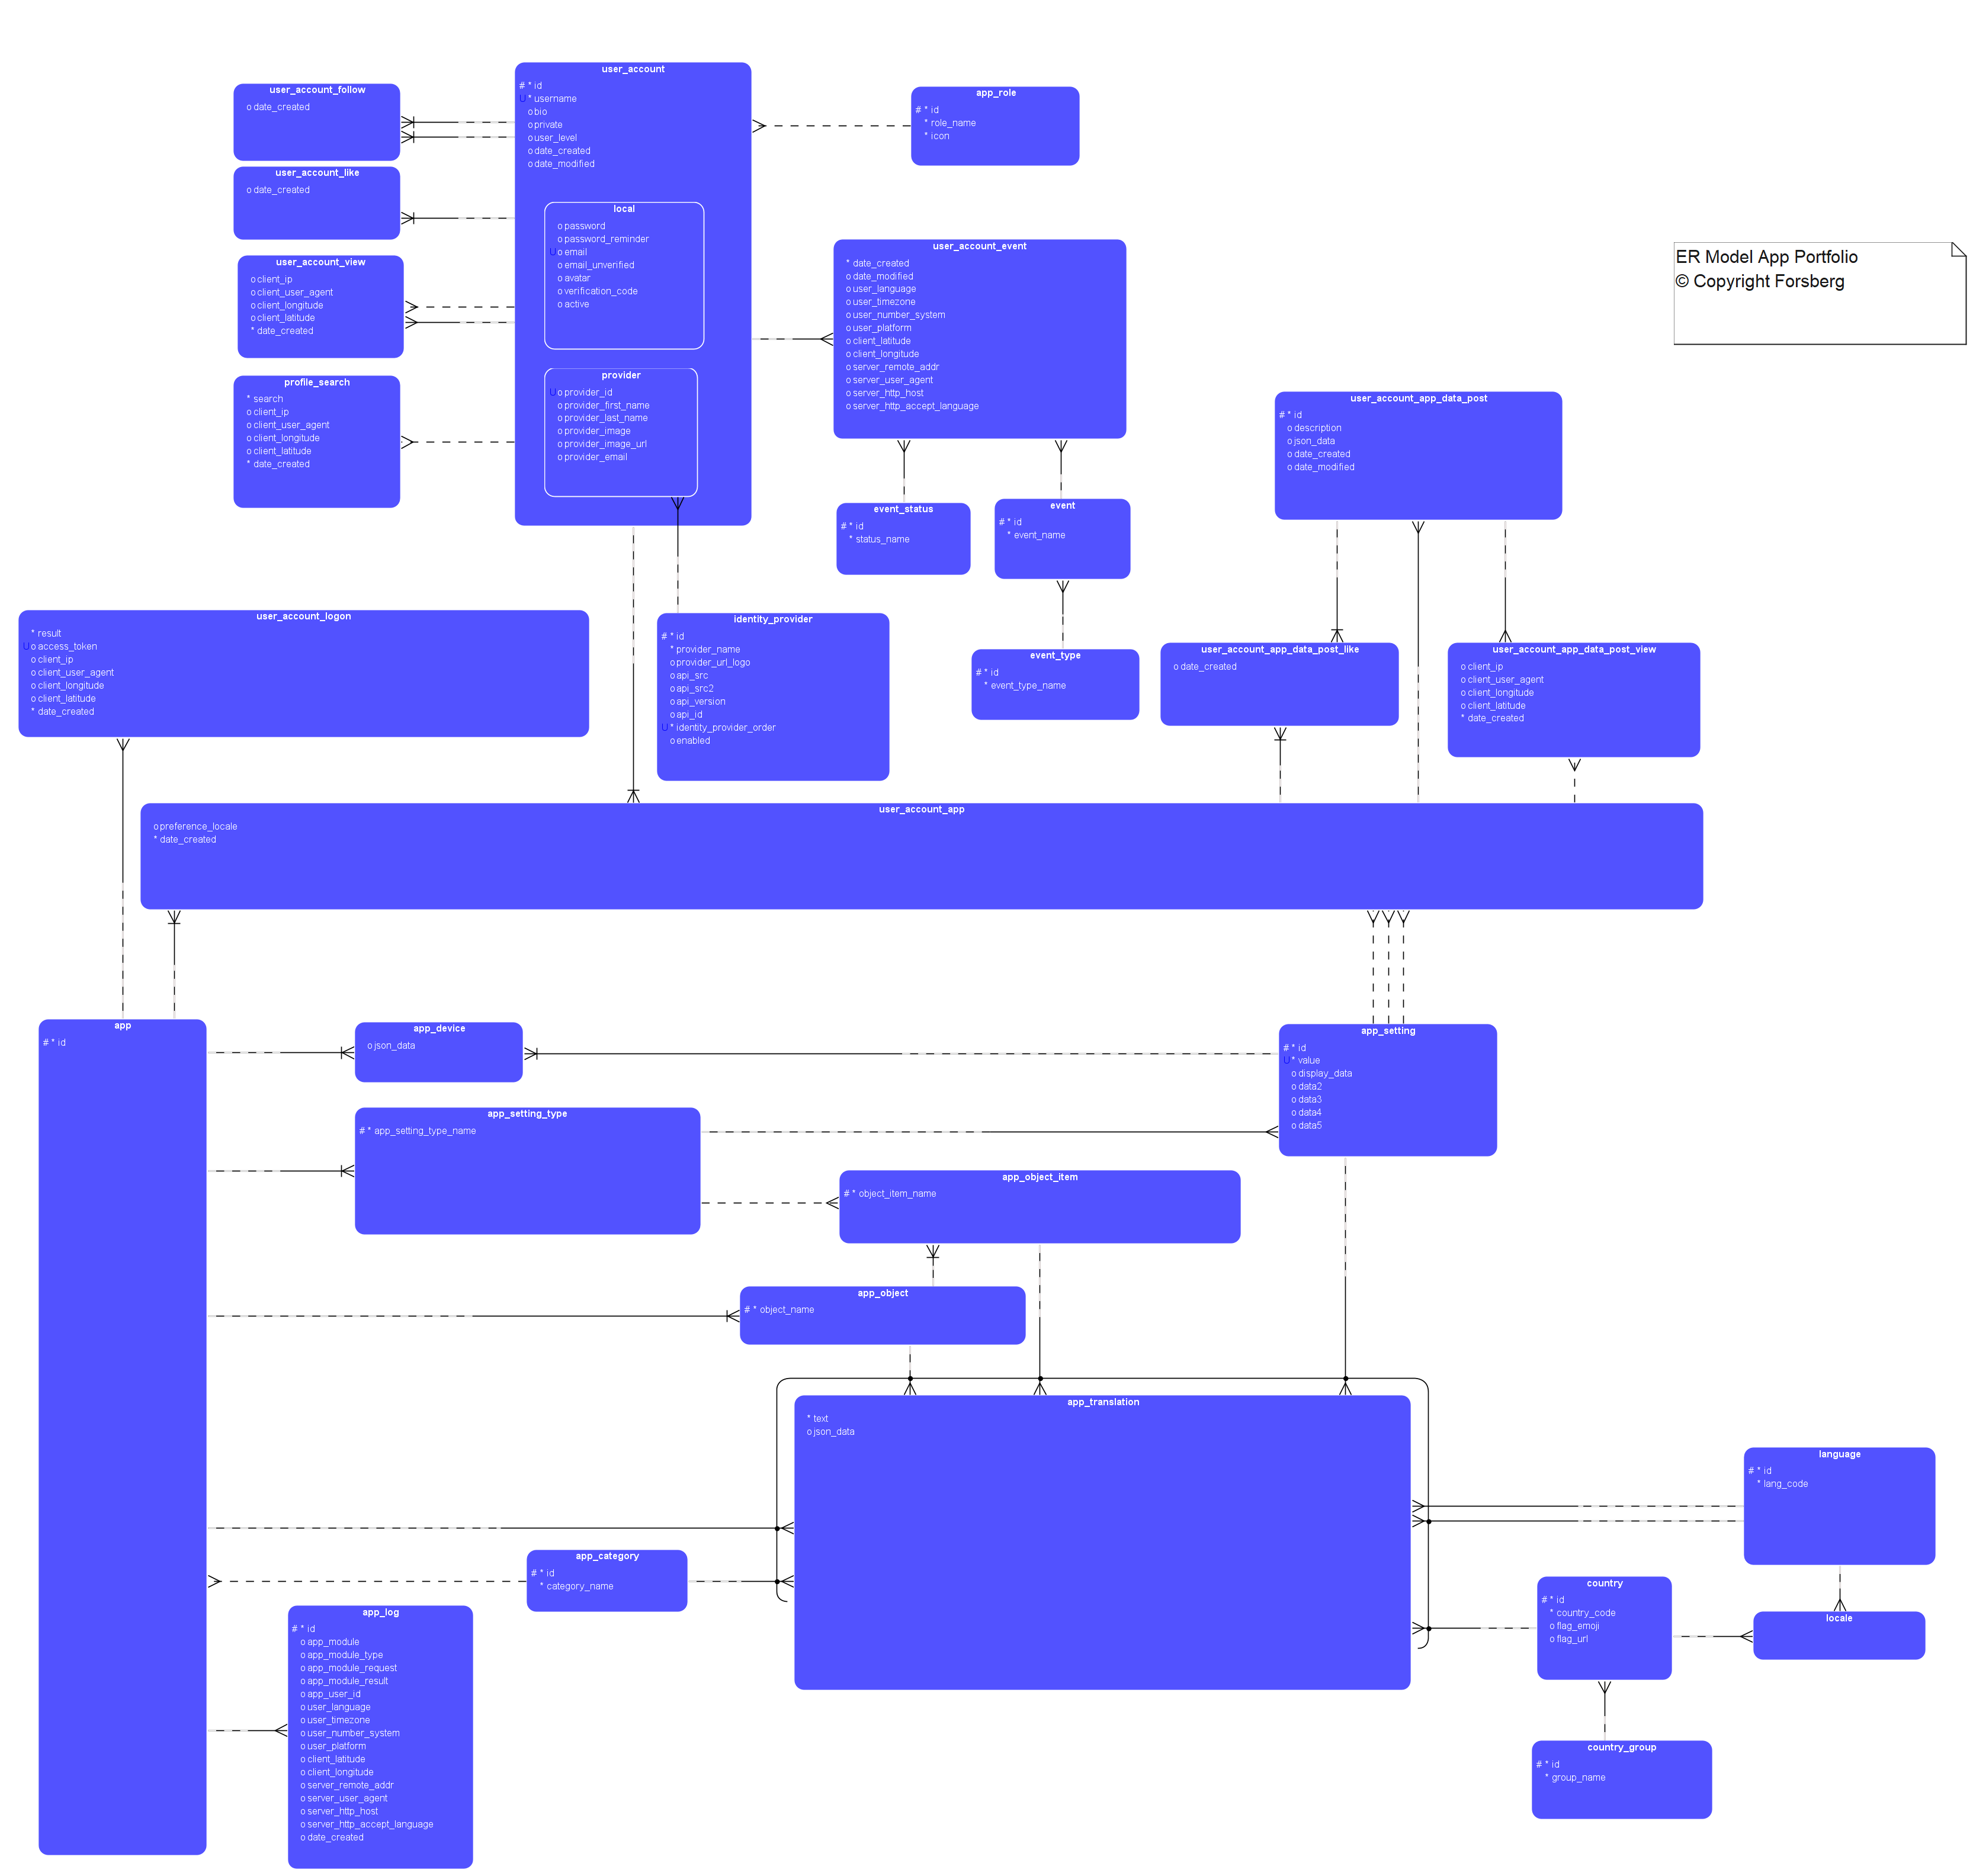 user_account
# * id
U * username
o bio
o private
o user_level
o date_created
o date_modified
local
o password
o password_reminder
U o email
o email_unverified
o avatar
o verification_code
o active
provider
U o provider_id
o provider_first_name
o provider_last_name
o provider_image
o provider_image_url
o provider_email
user_account_follow
o date_created
user_account_like
o date_created
user_account_view
o client_ip
o client_user_agent
o client_longitude
o client_latitude
* date_created
profile_search
* search
o client_ip
o client_user_agent
o client_longitude
o client_latitude
* date_created
app_role
# * id
* role_name
* icon
user_account_event
* date_created
o date_modified
o user_language
o user_timezone
o user_number_system
o user_platform
o client_latitude
o client_longitude
o server_remote_addr
o server_user_agent
o server_http_host
o server_http_accept_language
ER Model App Portfolio
© Copyright Forsberg
user_account_app_data_post
# * id
o description
o json_data
o date_created
o date_modified
event_status
# * id
* status_name
event
# * id
* event_name
event_type
# * id
* event_type_name
user_account_logon
* result
U o access_token
o client_ip
o client_user_agent
o client_longitude
o client_latitude
* date_created
identity_provider
# * id
* provider_name
o provider_url_logo
o api_src
o api_src2
o api_version
o api_id
U * identity_provider_order
o enabled
user_account_app_data_post_like
o date_created
user_account_app_data_post_view
o client_ip
o client_user_agent
o client_longitude
o client_latitude
* date_created
user_account_app
o preference_locale
* date_created
app
# * id
app_device
o json_data
app_setting
# * id
U * value
o display_data
o data2
o data3
o data4
o data5
app_setting_type
# * app_setting_type_name
app_object_item
# * object_item_name
app_object
# * object_name
app_translation
* text
o json_data
language
# * id
* lang_code
app_category
# * id
* category_name
country
# * id
* country_code
o flag_emoji
o flag_url
locale
app_log
# * id
o app_module
o app_module_type
o app_module_request
o app_module_result
o app_user_id
o user_language
o user_timezone
o user_number_system
o user_platform
o client_latitude
o client_longitude
o server_remote_addr
o server_user_agent
o server_http_host
o server_http_accept_language
o date_created
country_group
# * id
* group_name